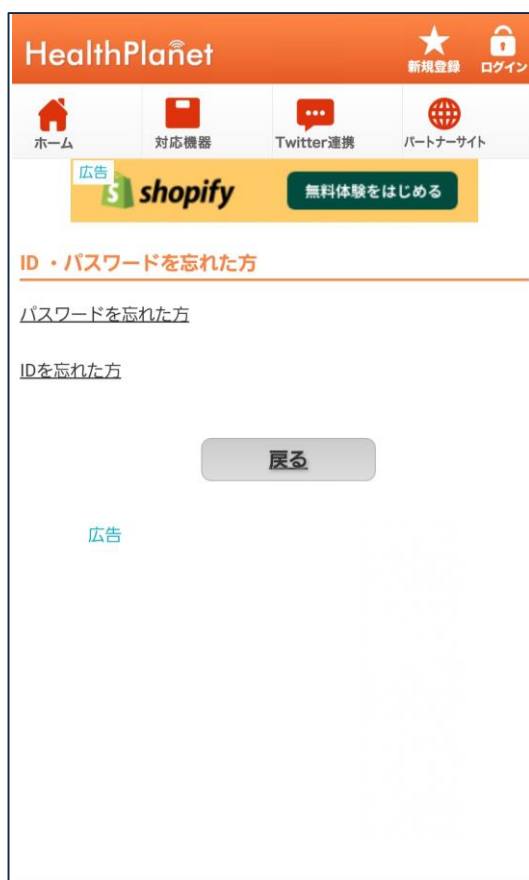 HealthPlanet
新規登録
ログイン
ホーム
対応機器
Twitter連携
パートナーサイト
広告
shopify
無料体験をはじめる
ID ・パスワードを忘れた方
パスワードを忘れた方
IDを忘れた方
戻る
広告